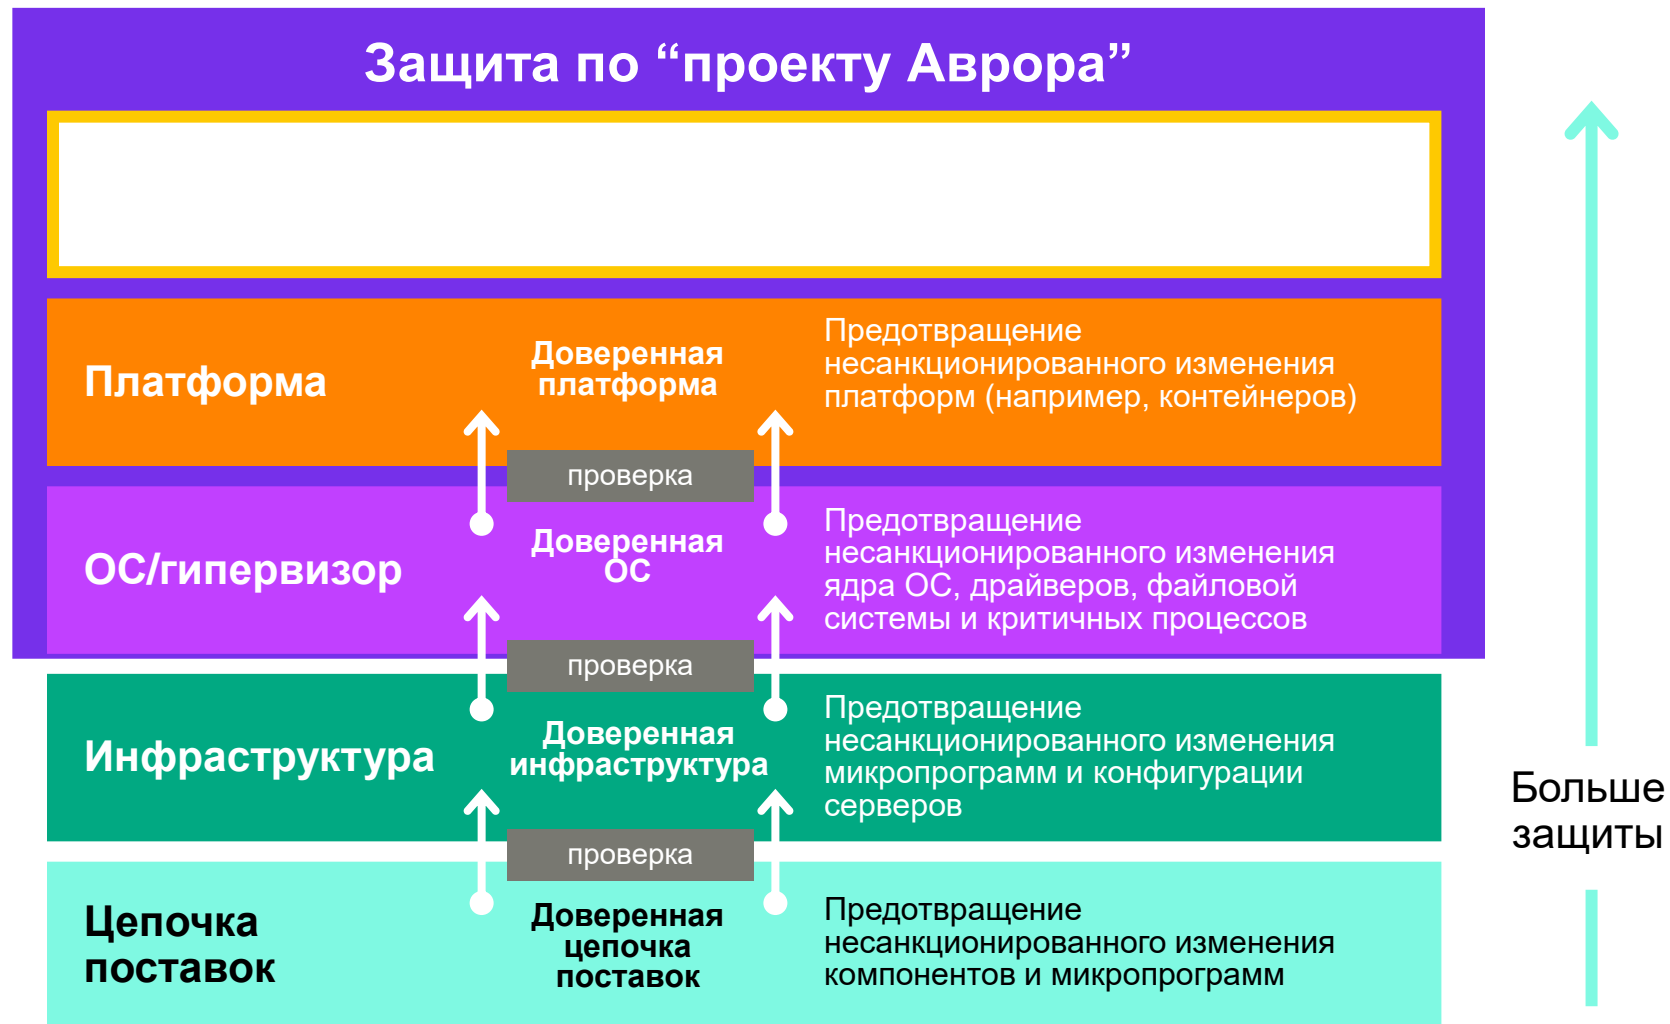 Защита по “проекту Аврора”
Платформа
Доверенная
платформа
Предотвращение
несанкционированного изменения
платформ (например, контейнеров)
проверка
ОС/гипервизор
Доверенная
ОС
Предотвращение
несанкционированного изменения
ядра ОС, драйверов, файловой
системы и критичных процессов
проверка
Инфраструктура
Доверенная
инфраструктура
Предотвращение
несанкционированного изменения
микропрограмм и конфигурации
серверов
проверка
Цепочка
поставок
Доверенная
цепочка
поставок
Предотвращение
несанкционированного изменения
компонентов и микропрограмм
Больше
защиты